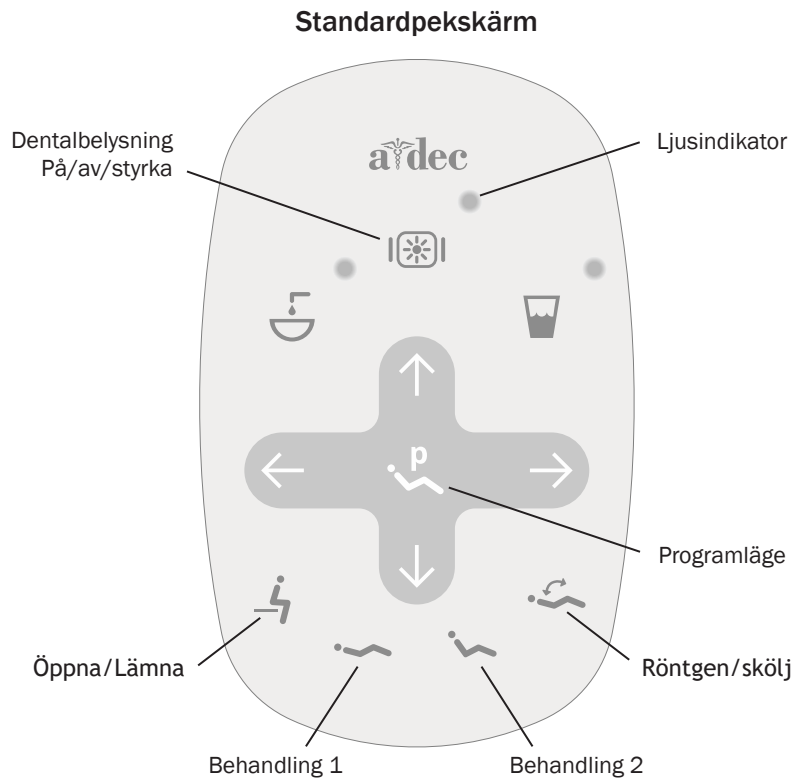 Standardpekskärm
Dentalbelysning
På/av/styrka
a dec
Ljusindikator
p
Programläge
Öppna/Lämna
Röntgen/skölj
Behandling 1
Behandling 2